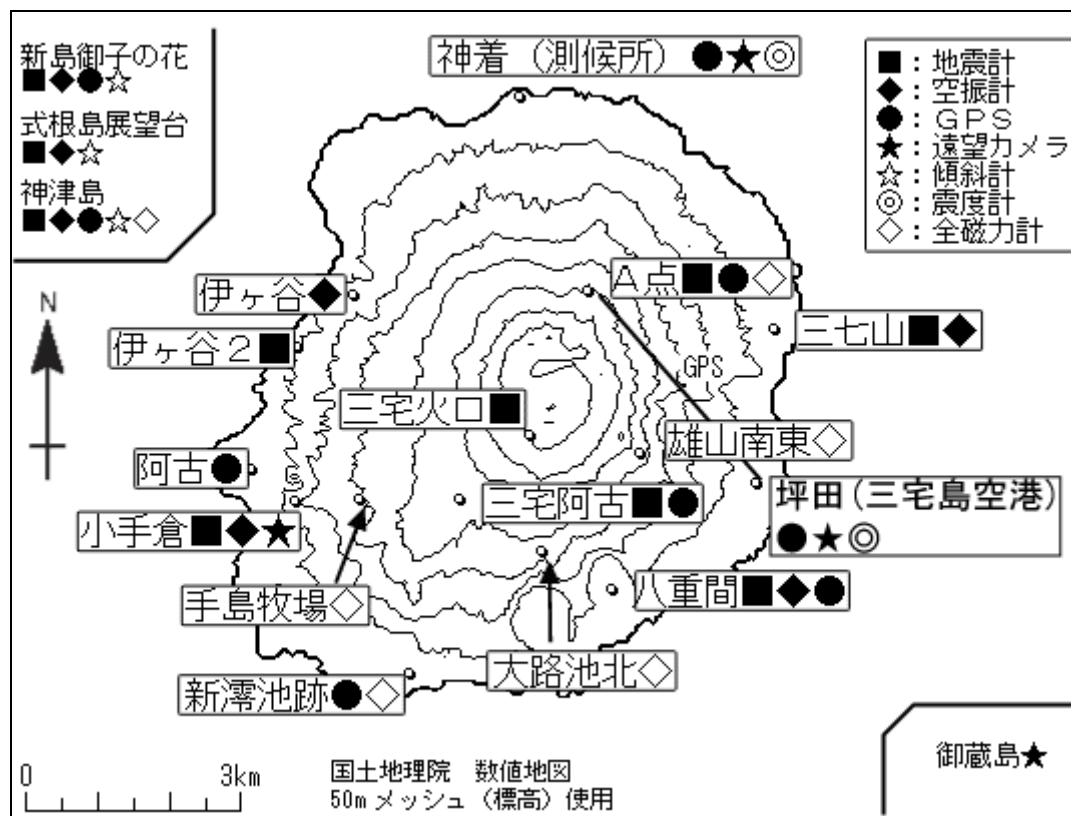 新島御子の花
■◆●☆
式根島展望台
■◆☆
神津島
■◆●☆◇
神着（測候所） ●★◎
■：地震計
◆：空振計
●：ＧＰＳ
★：遠望カメラ
☆：傾斜計
◎：震度計
◇：全磁力計
N
伊ヶ谷◆
Ａ点■●◇
伊ヶ谷２■
三七山■◆
GPS
三宅火口■
雄山南東◇
阿古●
三宅阿古■●
坪田(三宅島空港)
●★◎
小手倉■◆★
手島牧場◇
八重間■◆●
大路池北◇
新澪池跡●◇
御蔵島★
0 3km
国土地理院 数値地図
50mメッシュ（標高）使用